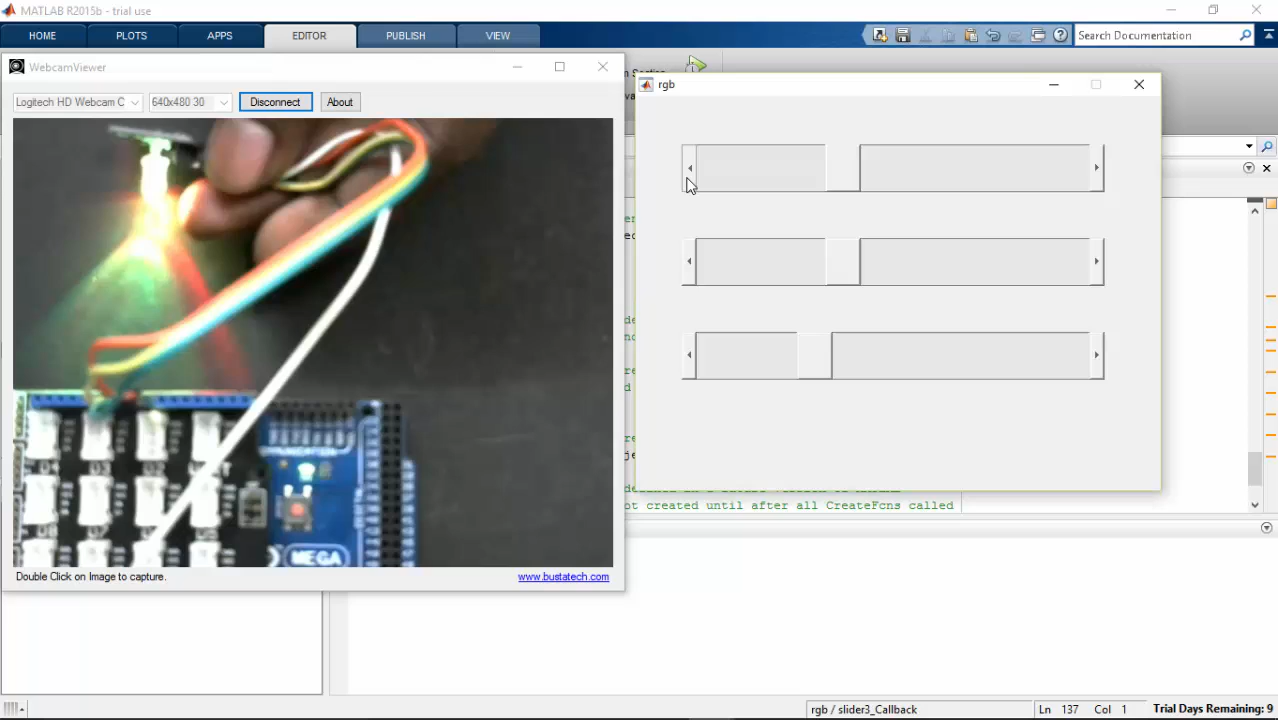 MATLAB R2015b - trial use
HOME PLOTS APPS EDITOR PUBLISH VIEW
Search Documentation
WebcamViewer
Logitech HD Webcam C 640x480 30 Disconnect About
rgb
MEGA
Double Click on Image to capture.
www.bustatech.com
ot created until after all CreateFcns called
rgb / slider3_Callback
Ln 137 Col 1
Trial Days Remaining: 9